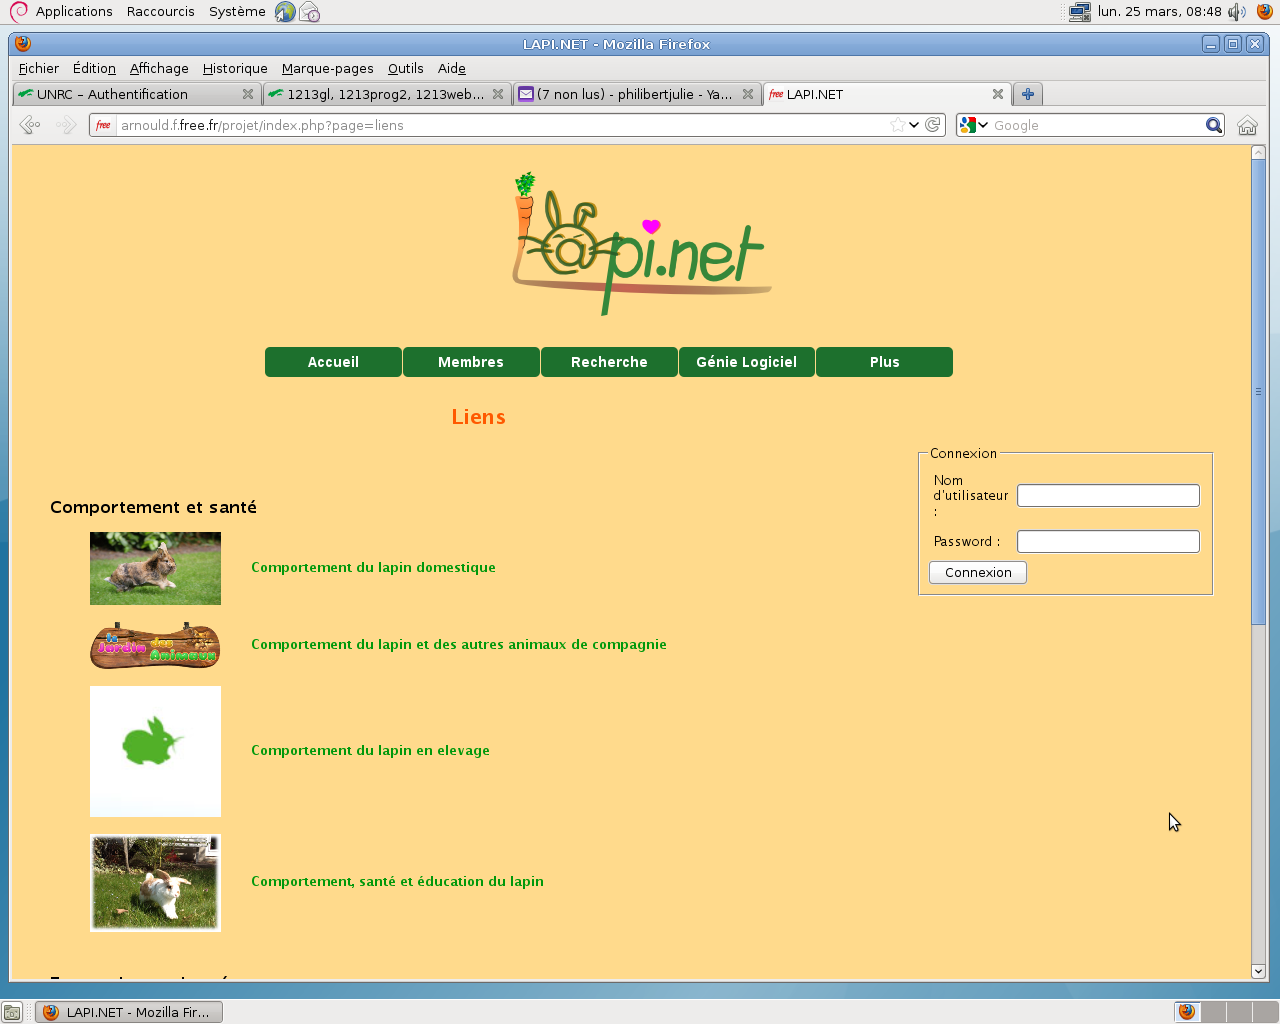 Applications Raccourcis Système lun. 25 mars, 08:48
LAPI.NET - Mozilla Firefox
Fichier Édition Affichage Historique Marque-pages Outils Aide
UNRC – Authentification 1213gl, 1213prog2, 1213web... (7 non lus) - philibertjulie - Ya... free LAPI.NET
free arnould.f.free.fr/projet/index.php?page=liens Google
l@pi.net
Accueil Membres Recherche Génie Logiciel Plus
Liens
Connexion
Nom
d'utilisateur
:
Password :
Connexion
Comportement et santé
Comportement du lapin domestique
le Jardin des Animaux
Comportement du lapin et des autres animaux de compagnie
Comportement du lapin en elevage
Comportement, santé et éducation du lapin
LAPI.NET - Mozilla Fir...